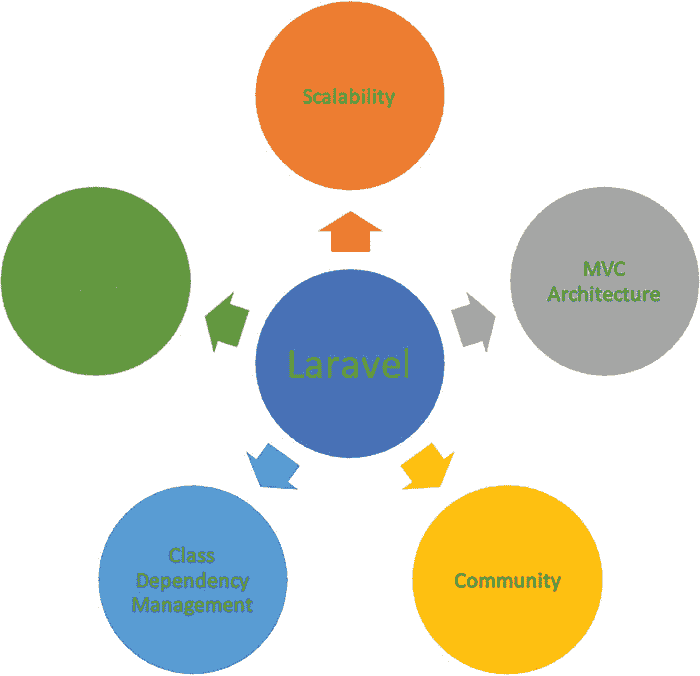 Scalability
MVC
Architecture
Laravel
Class
Dependency
Management
Community